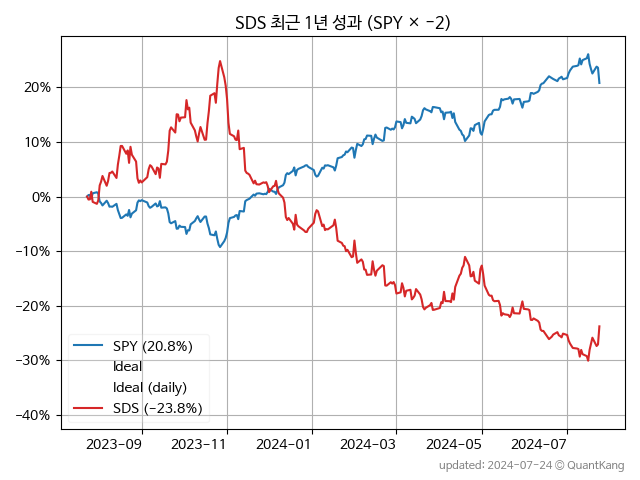 SDS 최근 1년 성과 (SPY × −2)
20%
10%
0%
−10%
−20%
−30%
−40%
SPY (20.8%)
Ideal
Ideal (daily)
SDS (−23.8%)
2023−09
2023−11
2024−01
2024−03
2024−05
2024−07
updated: 2024-07-24 © QuantKang